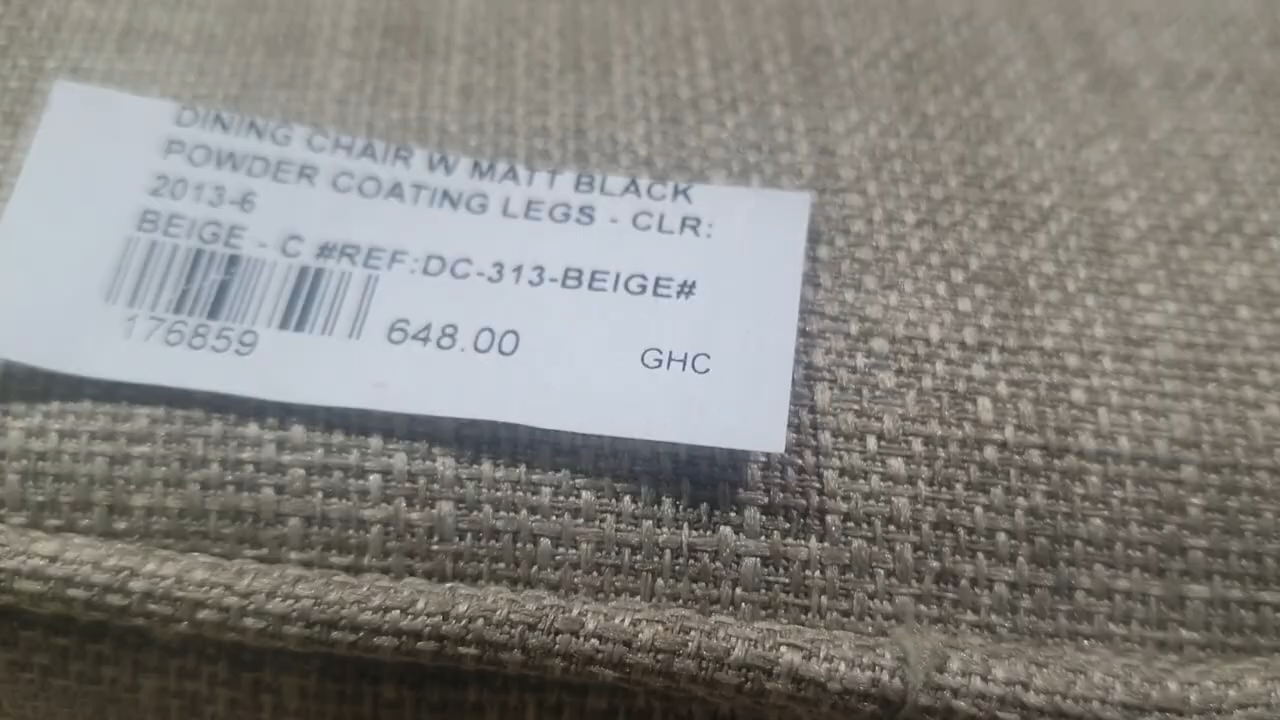 DINING CHAIR W MATT BLACK
POWDER COATING LEGS - CLR:
2013-6
BEIGE - C #REF:DC-313-BEIGE#
176859 648.00 GHC